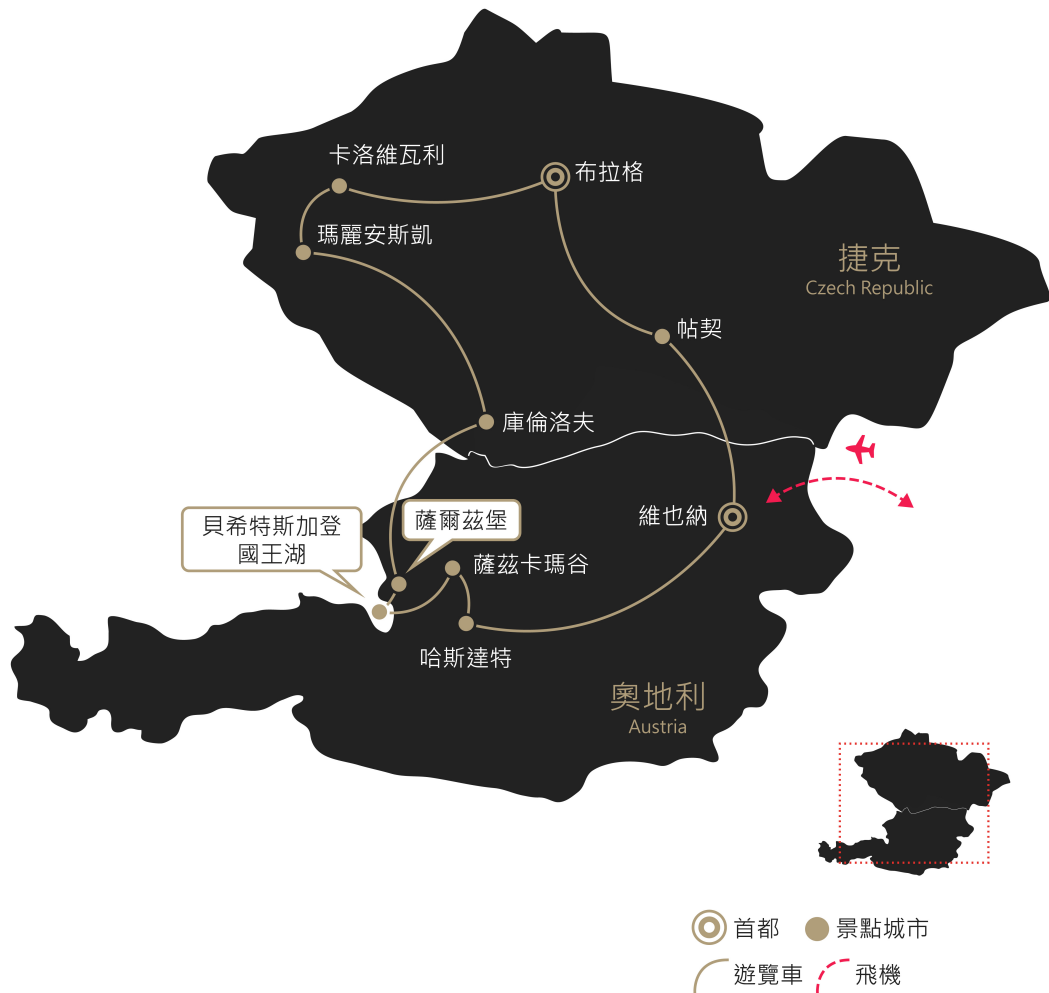 卡洛維瓦利
布拉格
瑪麗安斯凱
捷克
Czech Republic
帖契
庫倫洛夫
維也納
薩爾茲堡
貝希特斯加登
國王湖
薩茲卡瑪谷
哈斯達特
奧地利
Austria
首都
景點城市
遊覽車
飛機